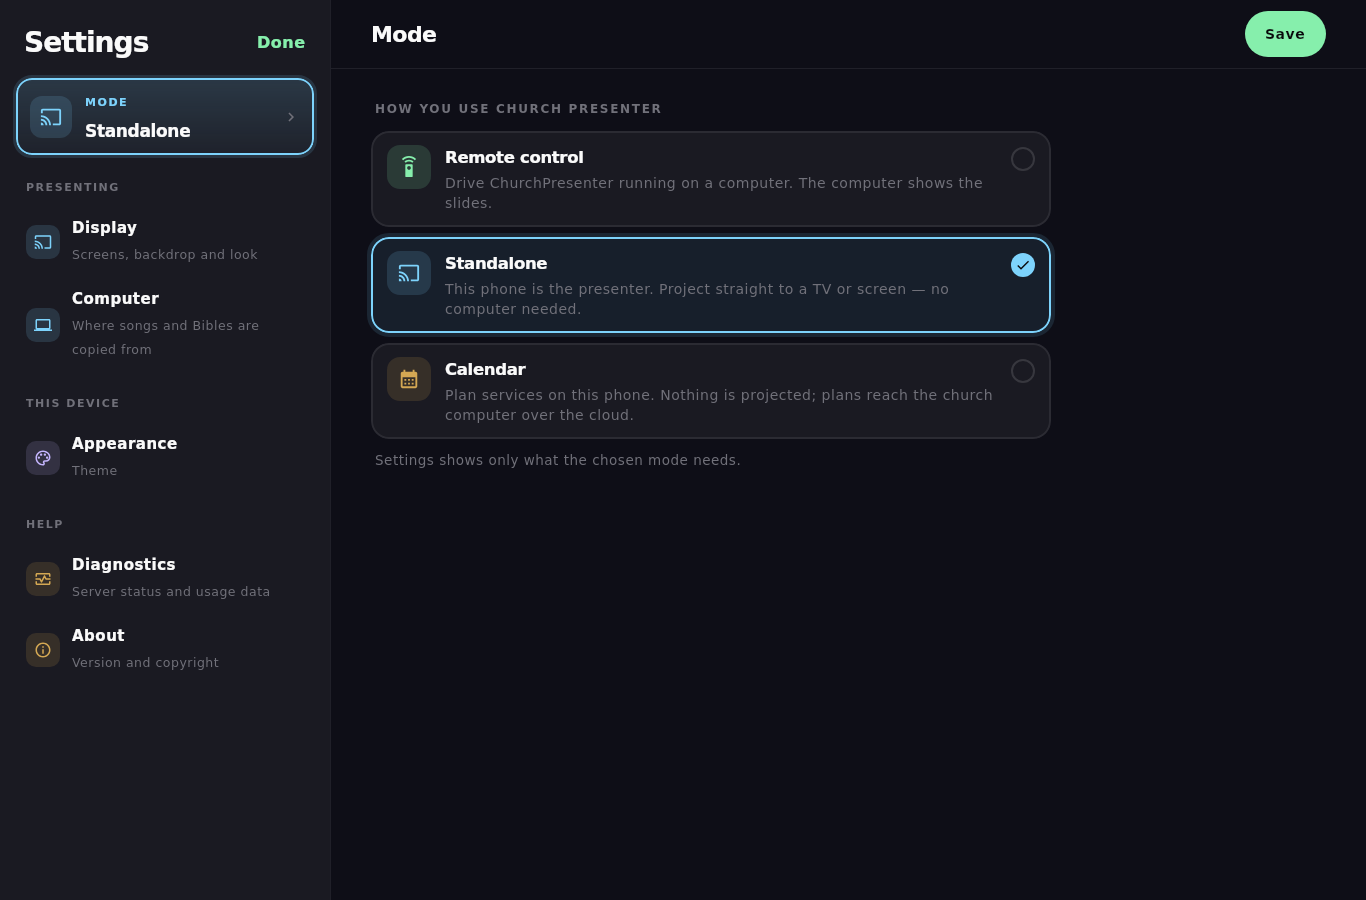 Settings
Done
MODE
Standalone
PRESENTING
Display
Screens, backdrop and look
Computer
Where songs and Bibles are
copied from
THIS DEVICE
Appearance
Theme
HELP
Diagnostics
Server status and usage data
About
Version and copyright
Mode
Save
HOW YOU USE CHURCH PRESENTER
Remote control
Drive ChurchPresenter running on a computer. The computer shows the
slides.
Standalone
This phone is the presenter. Project straight to a TV or screen — no
computer needed.
Calendar
Plan services on this phone. Nothing is projected; plans reach the church
computer over the cloud.
Settings shows only what the chosen mode needs.